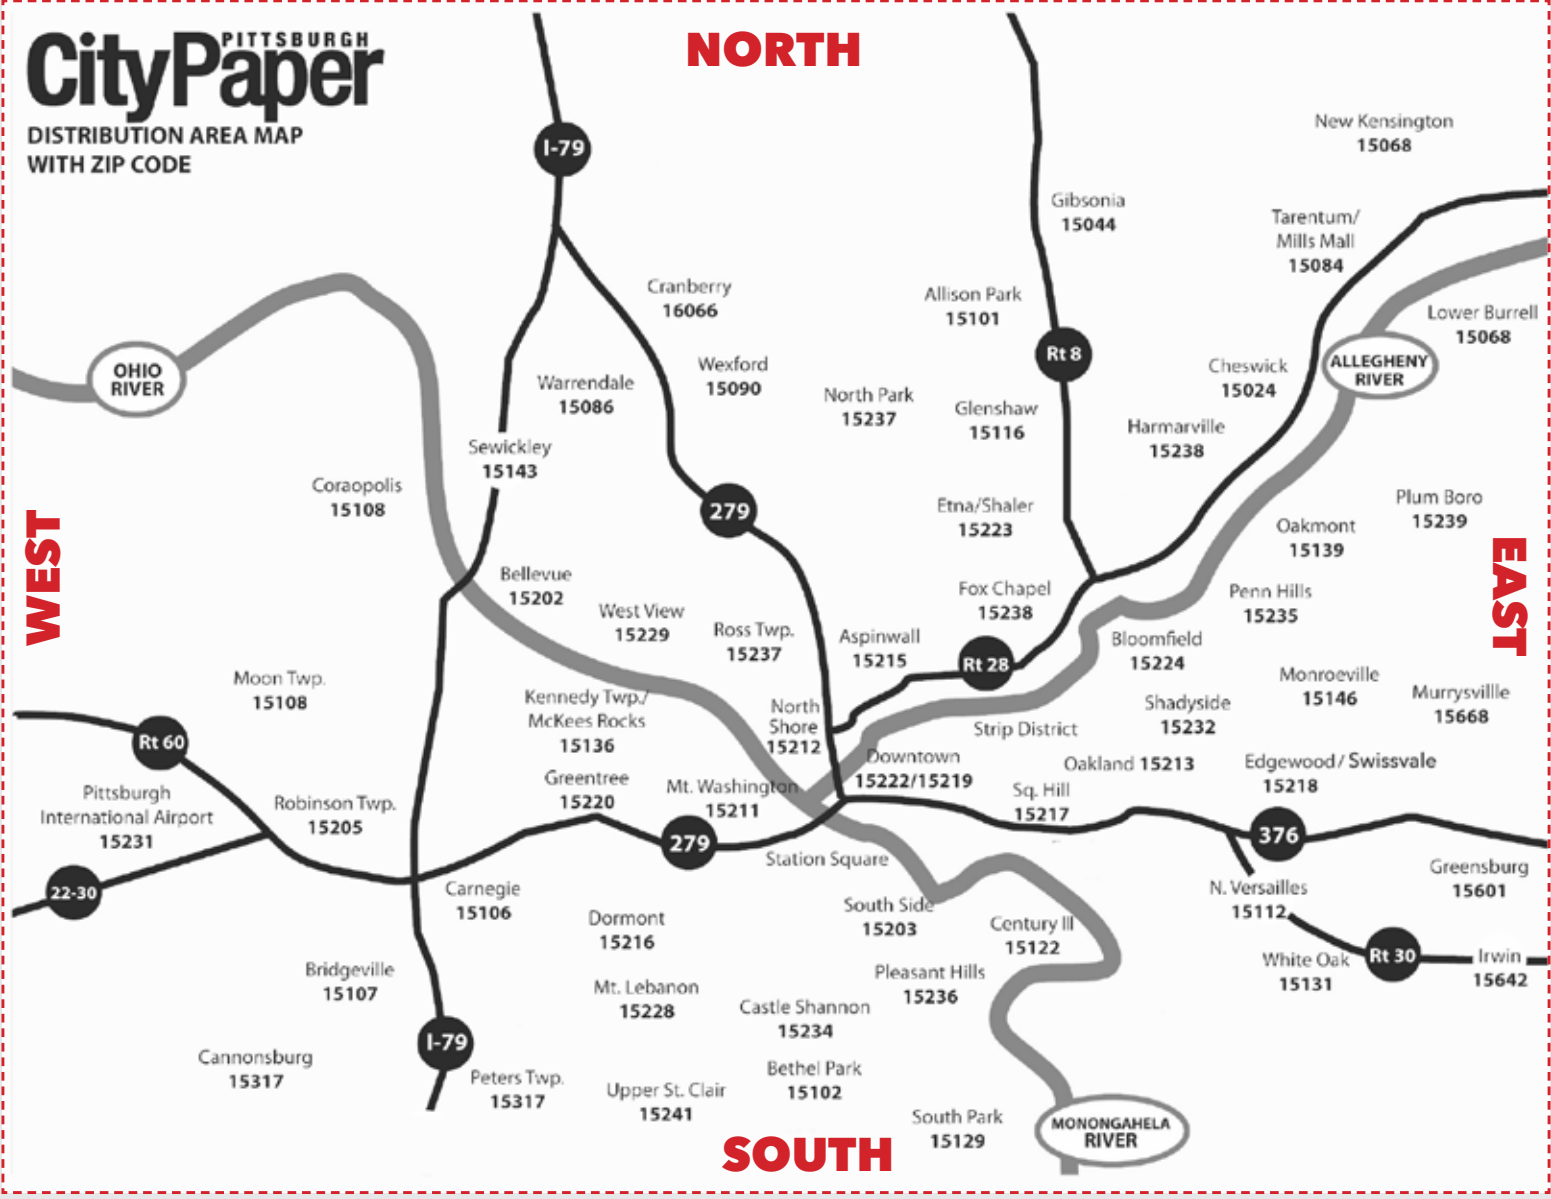 PITTSBURGH
CityPaper
DISTRIBUTION AREA MAP
WITH ZIP CODE
NORTH
I-79
New Kensington
15068
Gibsonia
15044
Tarentum/
Mills Mall
15084
Cranberry
16066
Allison Park
15101
Lower Burrell
15068
Rt 8
OHIO
RIVER
ALLEGHENY
RIVER
Wexford
15090
Cheswick
15024
Warrendale
15086
North Park
15237
Glenshaw
15116
Harmarville
15238
Sewickley
15143
Coraopolis
15108
279
Etna/Shaler
15223
Plum Boro
15239
Oakmont
15139
WEST
EAST
Bellevue
15202
West View
15229
Ross Twp.
15237
Fox Chapel
15238
Penn Hills
15235
Aspinwall
15215
Rt 28
Bloomfield
15224
Moon Twp.
15108
Kennedy Twp./
McKees Rocks
15136
North
Shore
15212
Monroeville
15146
Murrysvillle
15668
Shadyside
15232
Strip District
Rt 60
Downtown
15222/15219
Oakland 15213
Edgewood/ Swissvale
15218
Greentree
15220
Mt. Washington
15211
Sq. Hill
15217
Pittsburgh
International Airport
15231
Robinson Twp.
15205
279
376
Station Square
22-30
Carnegie
15106
Greensburg
15601
N. Versailles
15112
Dormont
15216
South Side
15203
Century III
15122
White Oak
15131
Rt 30
Irwin
15642
Bridgeville
15107
Mt. Lebanon
15228
Pleasant Hills
15236
Castle Shannon
15234
I-79
Cannonsburg
15317
Peters Twp.
15317
Bethel Park
15102
Upper St. Clair
15241
South Park
15129
MONONGAHELA
RIVER
SOUTH